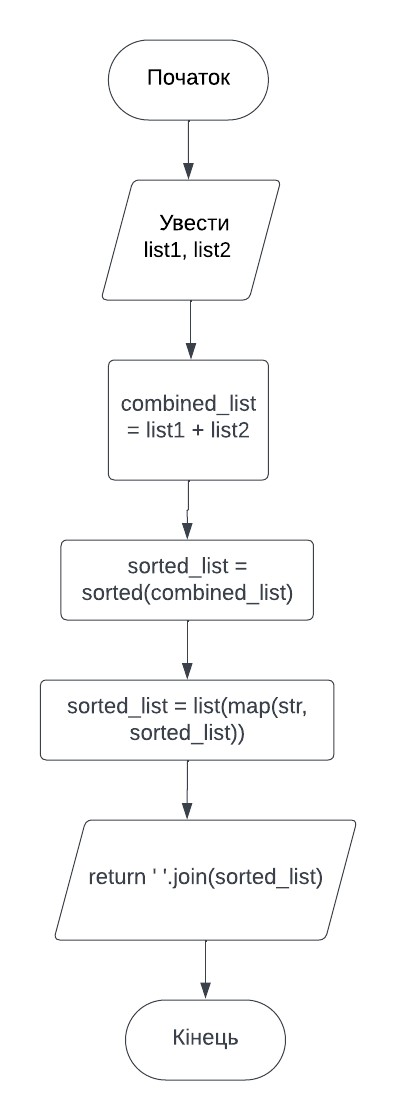 Початок
Увести
list1, list2
combined_list
= list1 + list2
sorted_list =
sorted(combined_list)
sorted_list = list(map(str,
sorted_list))
return ' '.join(sorted_list)
Кінець